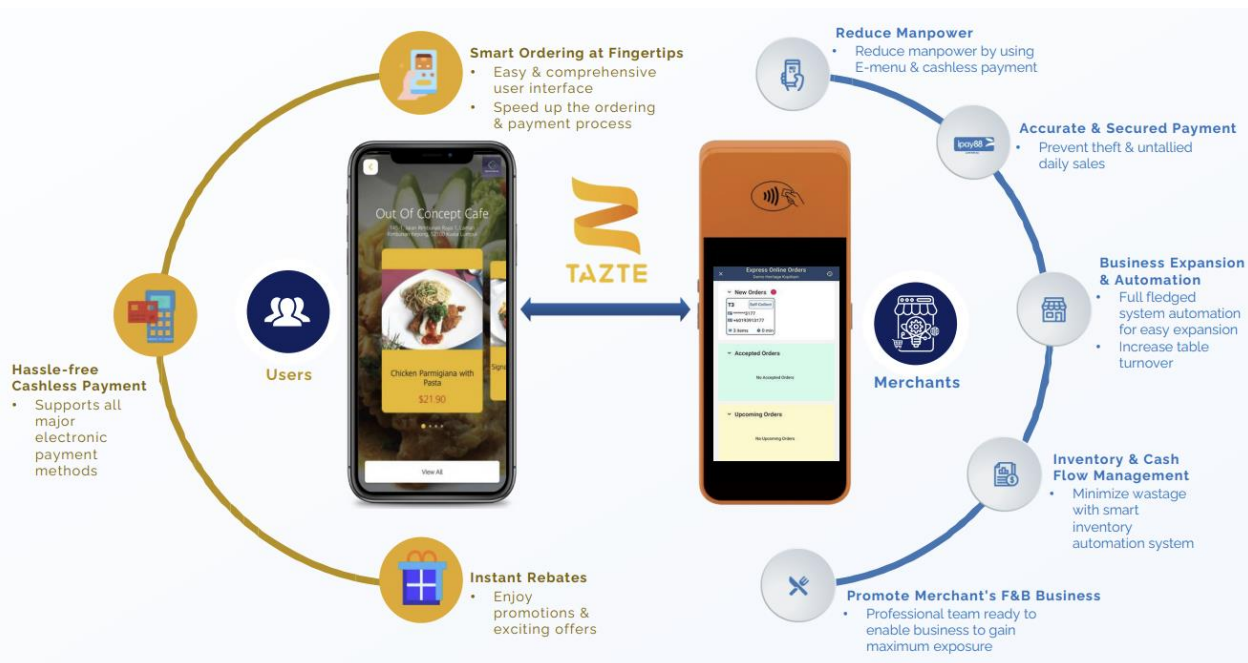 Smart Ordering at Fingertips
• Easy & comprehensive
user interface
• Speed up the ordering
& payment process
Hassle-free
Cashless Payment
• Supports all
major
electronic
payment
methods
Users
Instant Rebates
• Enjoy
promotions &
exciting offers
Out Of Concept Cafe
Chicken Parmigiana with
Pasta
$21.90
View All
TAZTE
Express Online Orders
New Orders
T3
Self Collect
3 items
0 min
Accepted Orders
No Accepted Orders
Upcoming Orders
No Upcoming Orders
Merchants
Reduce Manpower
• Reduce manpower by using
E-menu & cashless payment
ipay88
Accurate & Secured Payment
• Prevent theft & untallied
daily sales
Business Expansion
& Automation
• Full fledged
system automation
for easy expansion
• Increase table
turnover
Inventory & Cash
Flow Management
• Minimize wastage
with smart
inventory
automation system
Promote Merchant's F&B Business
• Professional team ready to
enable business to gain
maximum exposure